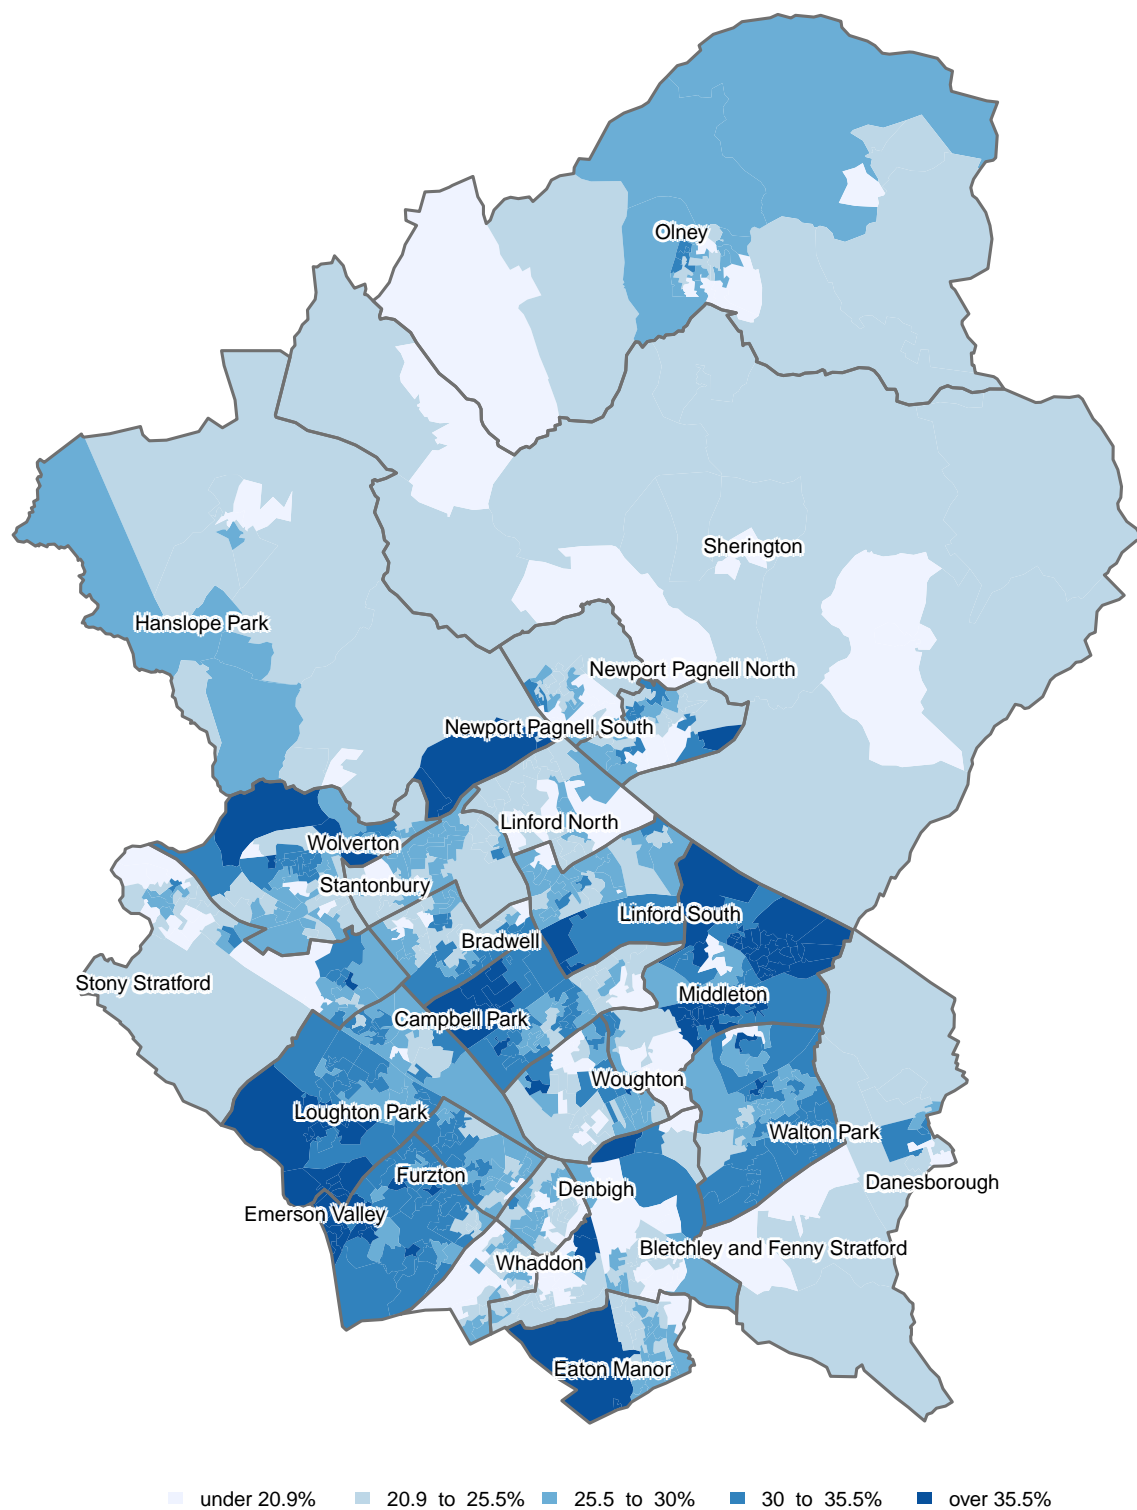 Olney
Sherington
Hanslope Park
Newport Pagnell North
Newport Pagnell South
Linford North
Wolverton
Stantonbury
Linford South
Bradwell
Stony Stratford
Middleton
Campbell Park
Woughton
Loughton Park
Walton Park
Furzton
Danesborough
Denbigh
Emerson Valley
Bletchley and Fenny Stratford
Whaddon
Eaton Manor
under 20.9% 20.9 to 25.5% 25.5 to 30% 30 to 35.5% over 35.5%